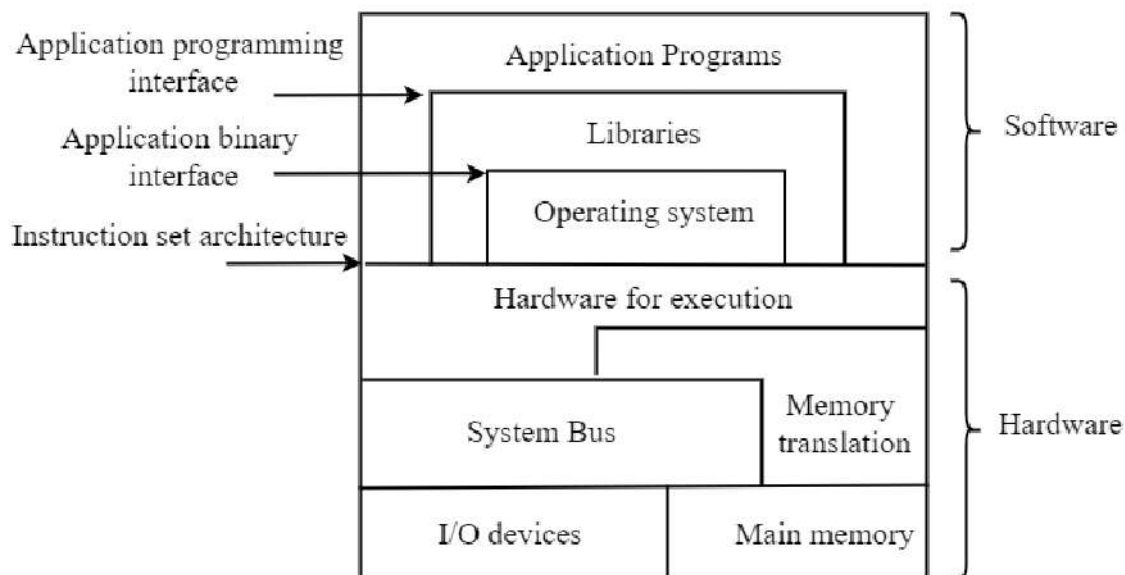 Application programming
interface
Application Programs
Libraries
Software
Application binary
interface
Operating system
Instruction set architecture
Hardware for execution
Memory
translation
System Bus
Hardware
I/O devices
Main memory